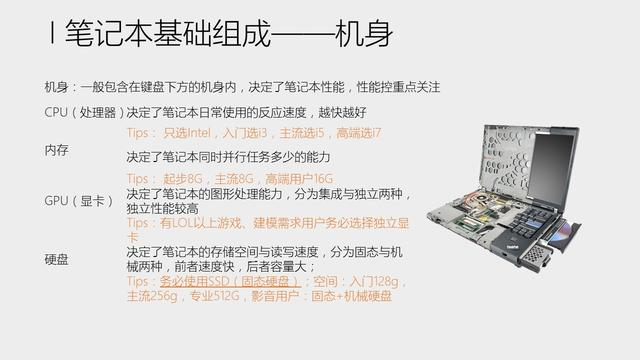 笔记本基础组成——机身
机身：一般包含在键盘下方的机身内，决定了笔记本性能，性能控重点关注
CPU（处理器）决定了笔记本日常使用的反应速度，越快越好
Tips： 只选Intel，入门选i3，主流选i5，高端选i7
内存
决定了笔记本同时并行任务多少的能力
Tips： 起步8G，主流8G，高端用户16G
GPU（显卡）
决定了笔记本的图形处理能力，分为集成与独立两种，
独立性能较高
Tips：有LOL以上游戏、建模需求用户务必选择独立显
卡
硬盘
决定了笔记本的存储空间与读写速度，分为固态与机
械两种，前者速度快，后者容量大；
Tips：务必使用SSD（固态硬盘）；空间：入门128g，
主流256g，专业512G，影音用户：固态+机械硬盘